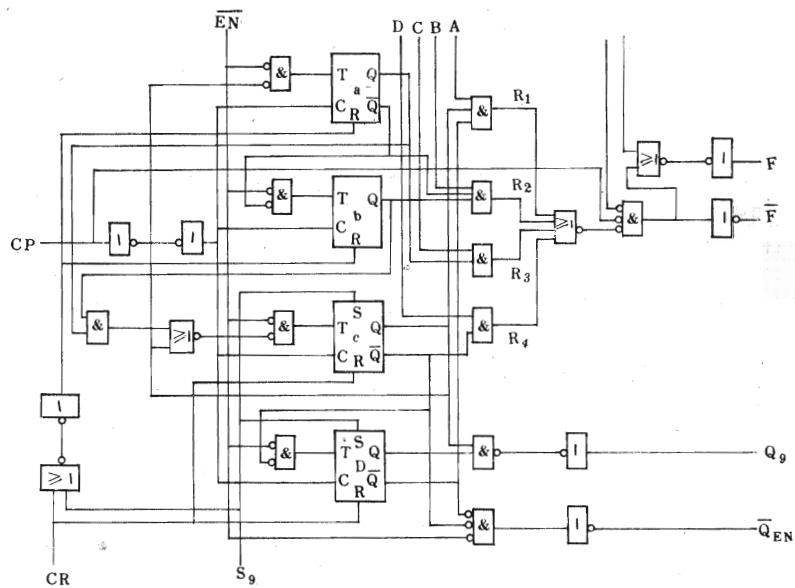 EN
D C B A
& T Q
a Q
C R
& R₁
≥1 1 F
& T Q
b
C R
& R₂
≥1 & 1 F
CP 1 1
& R₃
S
& ≥1 & T Q
c
C R Q
& R₄
1
S
& T Q
D
C Q
R
& 1 Q₉
≥1
& 1 Q_EN
CR S₉